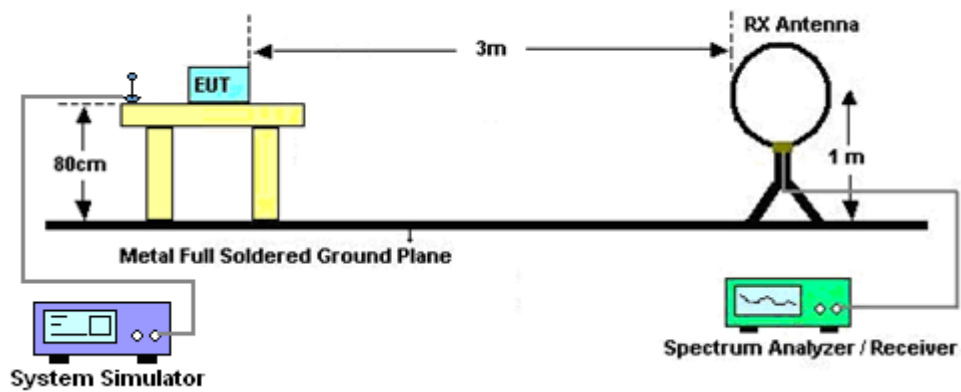 RX Antenna
3m
EUT
80cm
1 m
Metal Full Soldered Ground Plane
Spectrum Analyzer / Receiver
System Simulator